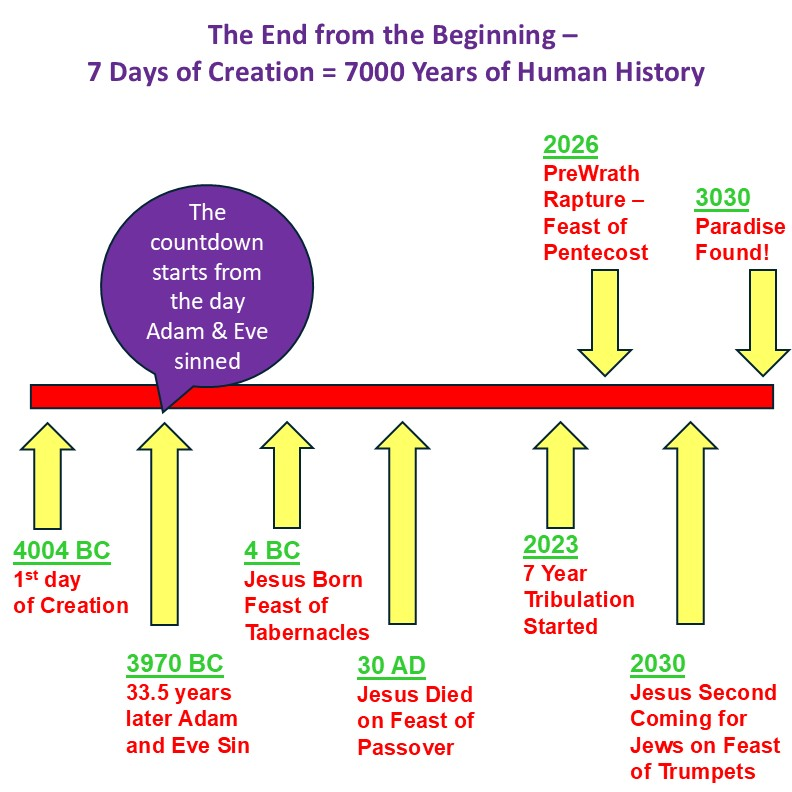 The End from the Beginning –
7 Days of Creation = 7000 Years of Human History
2026
PreWrath
Rapture –
Feast of
Pentecost
3030
Paradise
Found!
The
countdown
starts from
the day
Adam & Eve
sinned
4004 BC
1st day
of Creation
3970 BC
33.5 years
later Adam
and Eve Sin
4 BC
Jesus Born
Feast of
Tabernacles
30 AD
Jesus Died
on Feast of
Passover
2023
7 Year
Tribulation
Started
2030
Jesus Second
Coming for
Jews on Feast
of Trumpets